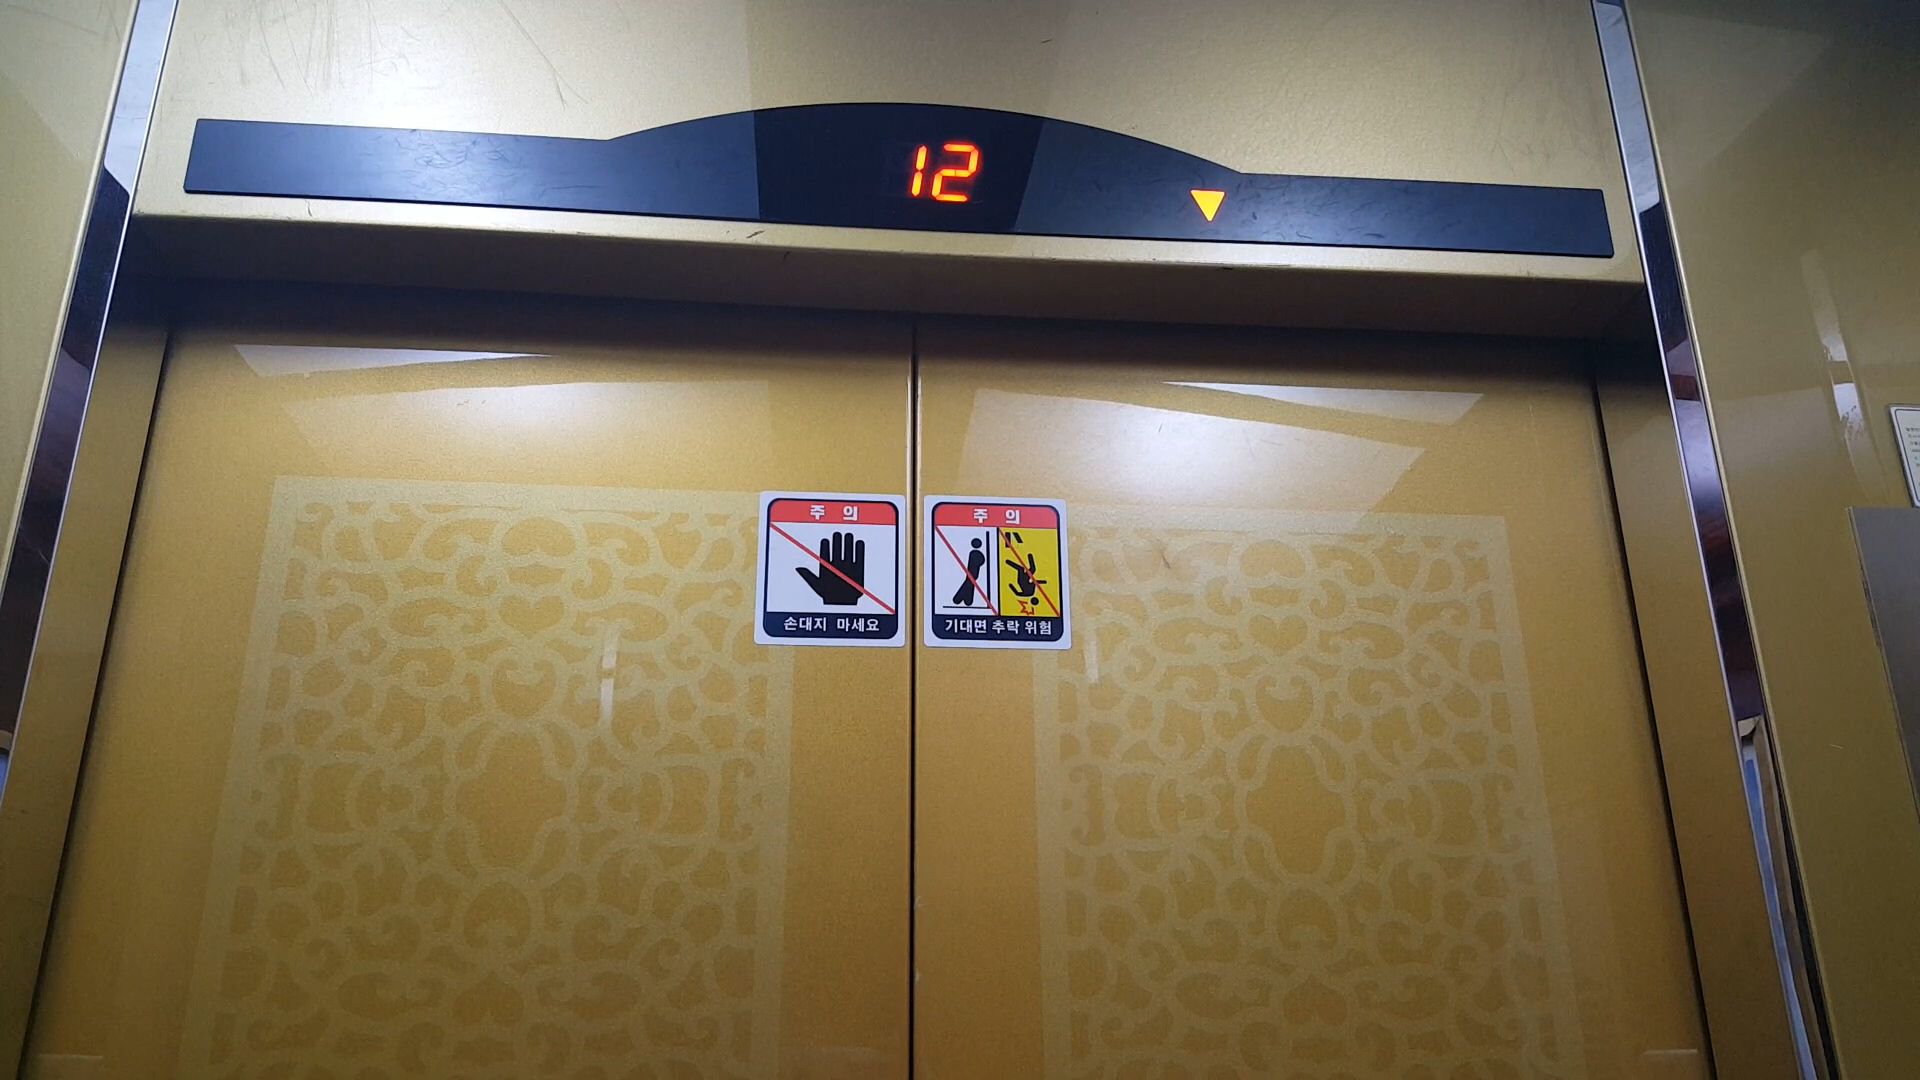 12
주의
손대지 마세요
주의
기대면 추락 위험